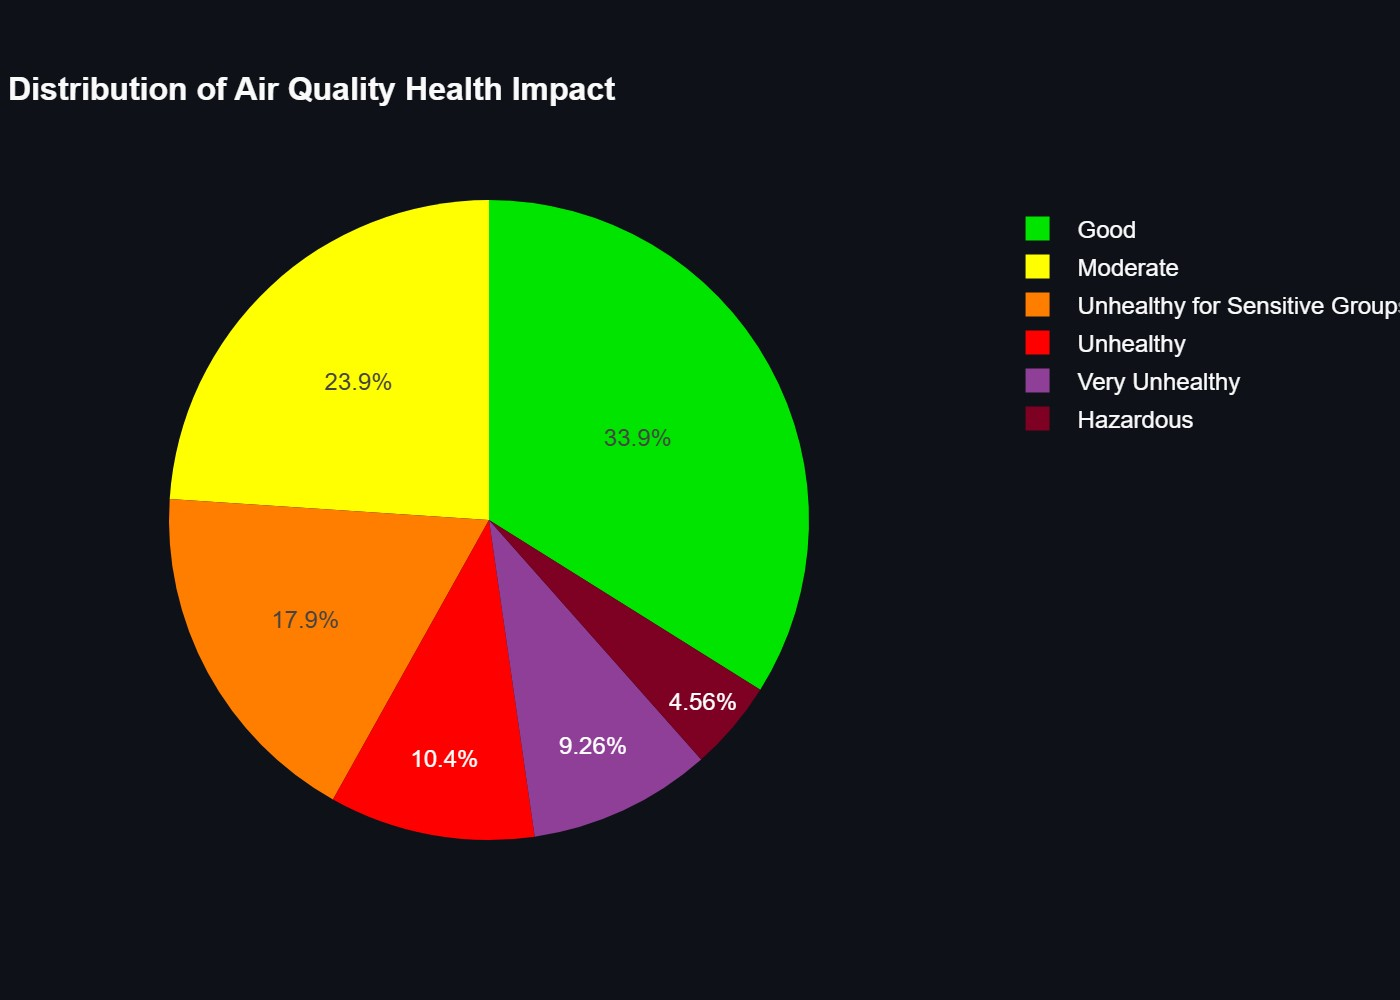 Distribution of Air Quality Health Impact
Good
Moderate
Unhealthy for Sensitive Groups
Unhealthy
Very Unhealthy
Hazardous
23.9%
33.9%
17.9%
4.56%
9.26%
10.4%